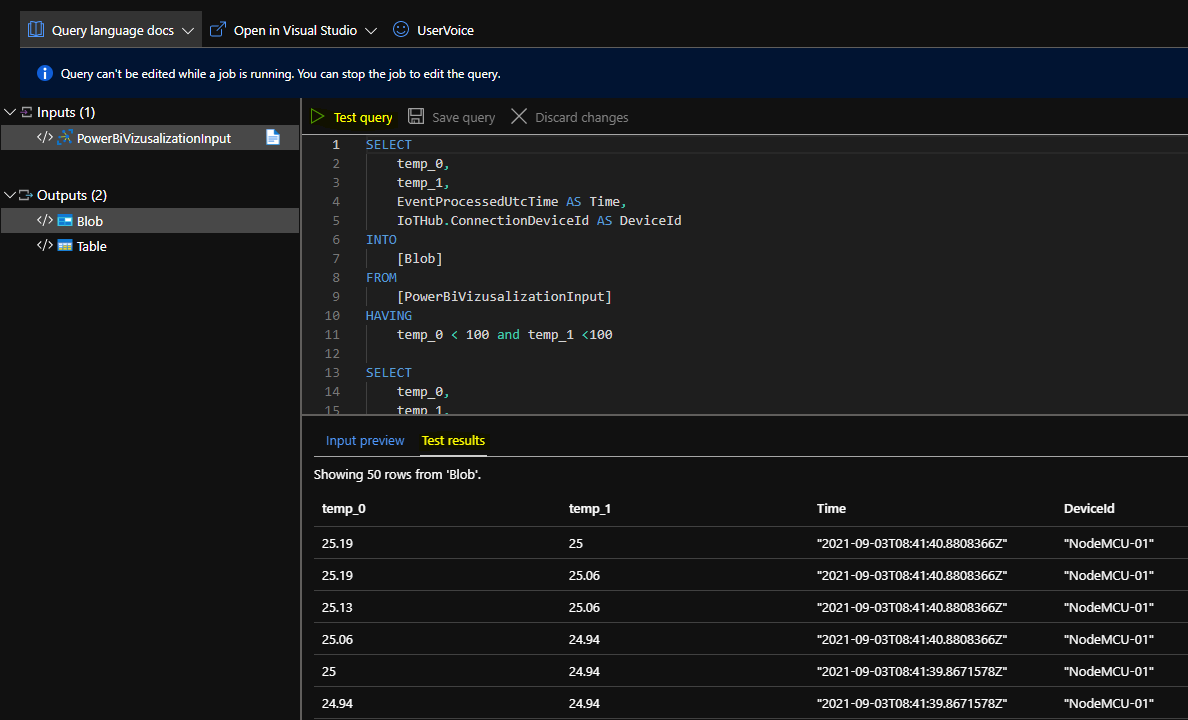 Query language docs Open in Visual Studio UserVoice
Query can't be edited while a job is running. You can stop the job to edit the query.
Inputs (1)
PowerBiVizusalizationInput
Outputs (2)
Blob
Table
Test query Save query Discard changes
1 SELECT
2 temp_0,
3 temp_1,
4 EventProcessedUtcTime AS Time,
5 IoTHub.ConnectionDeviceId AS DeviceId
6 INTO
7 [Blob]
8 FROM
9 [PowerBiVizusalizationInput]
10 HAVING
11 temp_0 < 100 and temp_1 <100
12
13 SELECT
14 temp_0,
15 temp_1,
Input preview Test results
Showing 50 rows from 'Blob'.
temp_0 temp_1 Time DeviceId
25.19 25 "2021-09-03T08:41:40.8808366Z" "NodeMCU-01"
25.19 25.06 "2021-09-03T08:41:40.8808366Z" "NodeMCU-01"
25.13 25.06 "2021-09-03T08:41:40.8808366Z" "NodeMCU-01"
25.06 24.94 "2021-09-03T08:41:40.8808366Z" "NodeMCU-01"
25 24.94 "2021-09-03T08:41:39.8671578Z" "NodeMCU-01"
24.94 24.94 "2021-09-03T08:41:39.8671578Z" "NodeMCU-01"